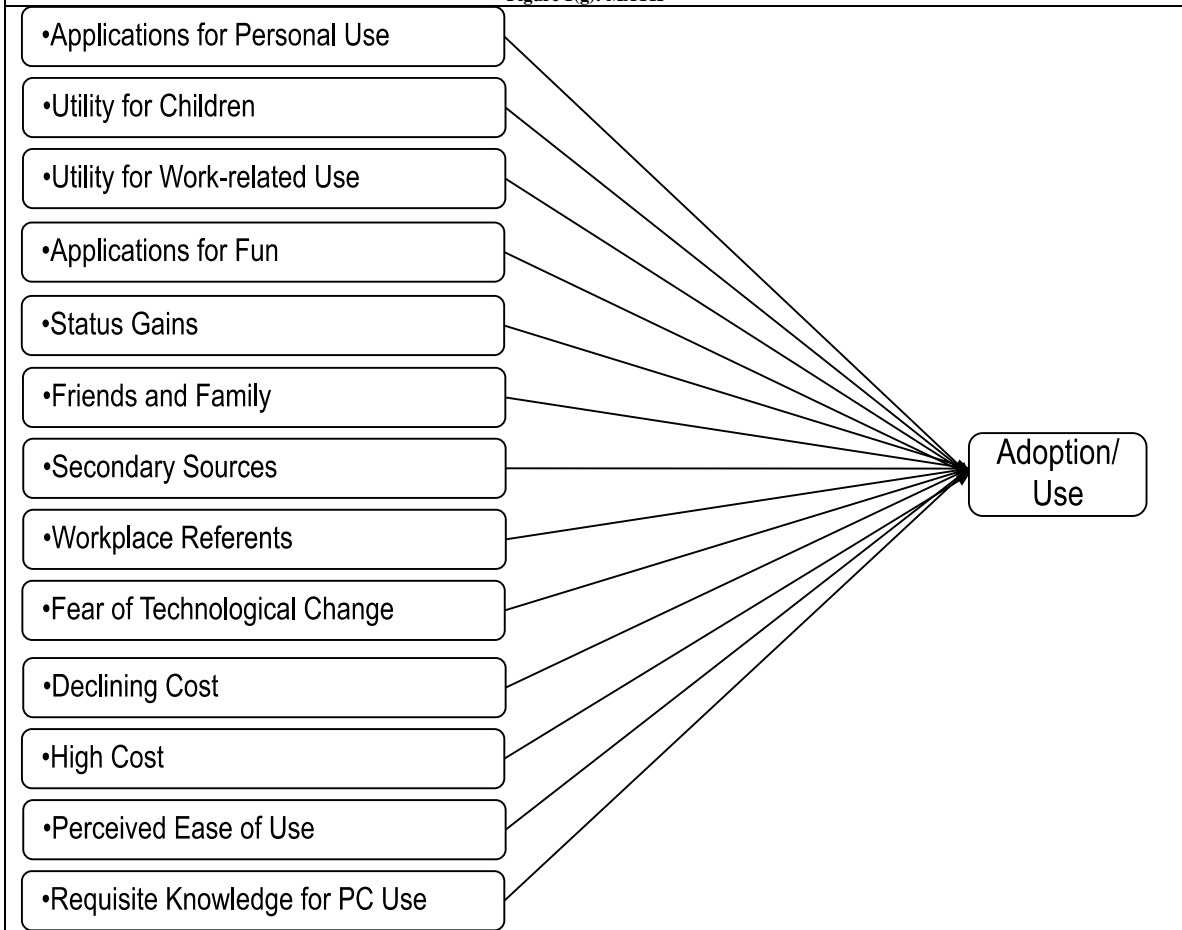 •Applications for Personal Use
•Utility for Children
•Utility for Work-related Use
•Applications for Fun
•Status Gains
•Friends and Family
•Secondary Sources
•Workplace Referents
•Fear of Technological Change
•Declining Cost
•High Cost
•Perceived Ease of Use
•Requisite Knowledge for PC Use
Adoption/
Use